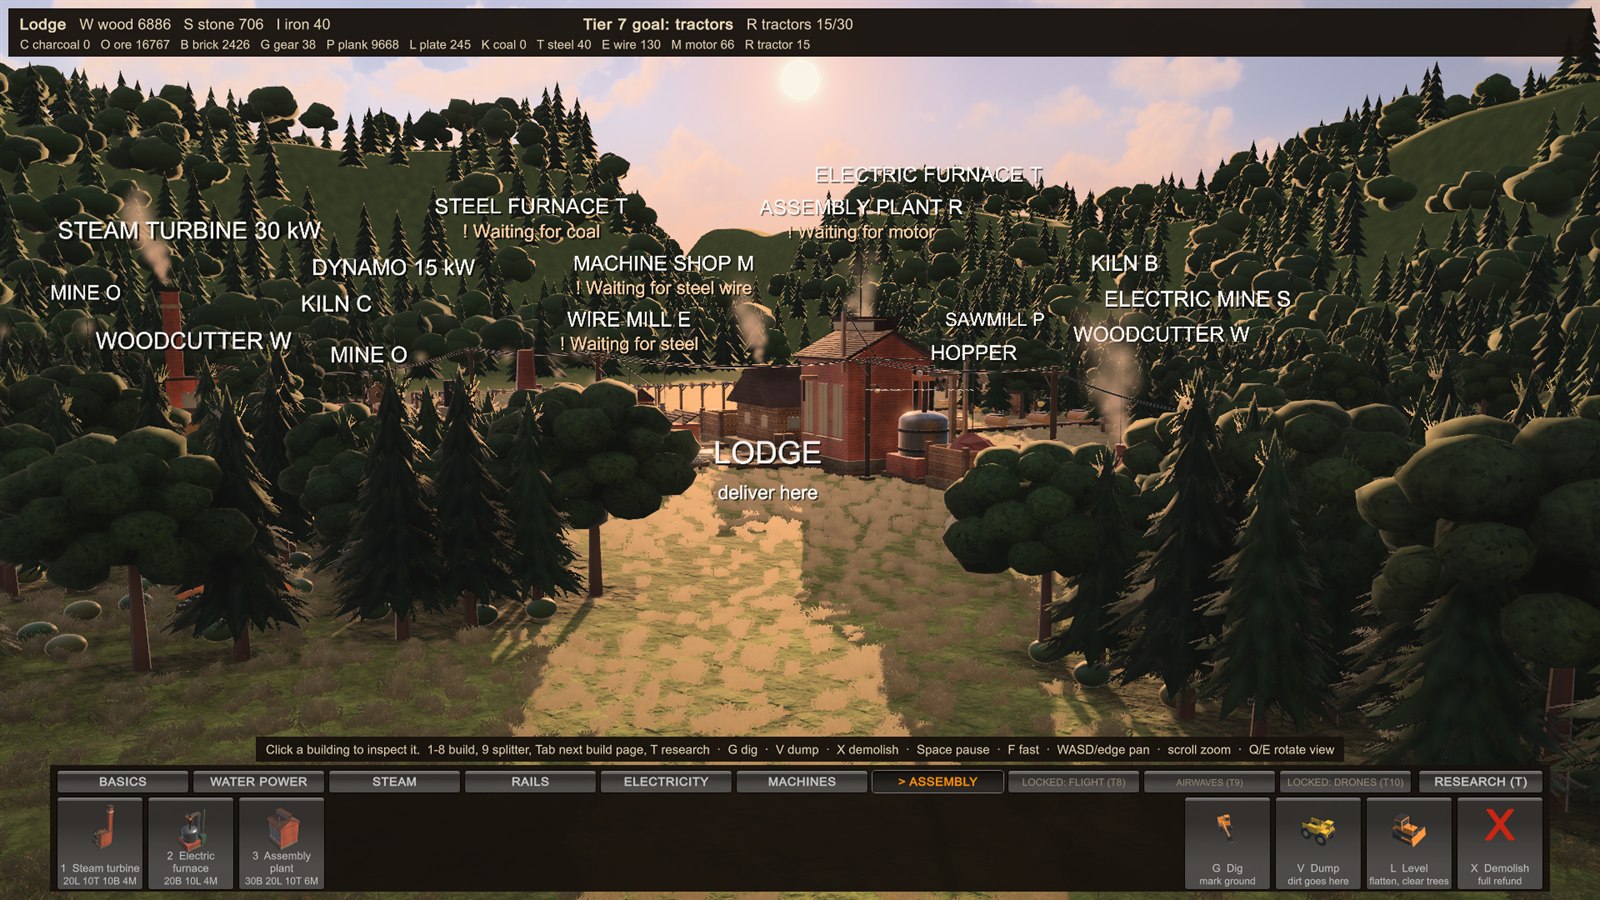 Lodge W wood 6886 S stone 706 I iron 40
Tier 7 goal: tractors R tractors 15/30
C charcoal 0 O ore 16767 B brick 2426 G gear 38 P plank 9668 L plate 245 K coal 0 T steel 40 E wire 130 M motor 66 R tractor 15
ELECTRIC FURNACE T
STEEL FURNACE T
! Waiting for coal
ASSEMBLY PLANT R
! Waiting for motor
STEAM TURBINE 30 kW
DYNAMO 15 kW
MACHINE SHOP M
! Waiting for steel wire
KILN B
MINE O
KILN C
ELECTRIC MINE S
WIRE MILL E
! Waiting for steel
SAWMILL P
WOODCUTTER W
WOODCUTTER W
MINE O
HOPPER
LODGE
deliver here
Click a building to inspect it. 1-8 build, 9 splitter, Tab next build page, T research · G dig · V dump · X demolish · Space pause · F fast · WASD/edge pan · scroll zoom · Q/E rotate view
BASICS
WATER POWER
STEAM
RAILS
ELECTRICITY
MACHINES
> ASSEMBLY
LOCKED: FLIGHT (T8)
AIRWAVES (T9)
LOCKED: DRONES (T10)
RESEARCH (T)
1 Steam turbine
20L 10T 10B 4M
2 Electric
furnace
20B 10L 4M
3 Assembly
plant
30B 20L 10T 6M
G Dig
mark ground
V Dump
dirt goes here
L Level
flatten, clear trees
X Demolish
full refund